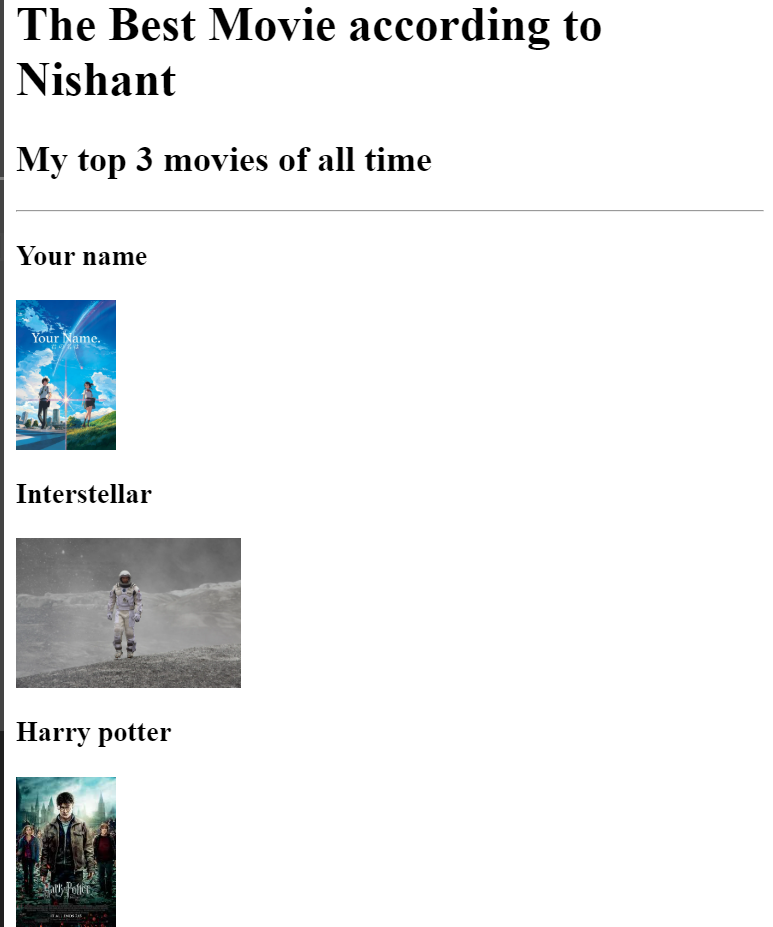 The Best Movie according to
Nishant
My top 3 movies of all time
Your name
Your Name.
Interstellar
Harry potter
Harry Potter